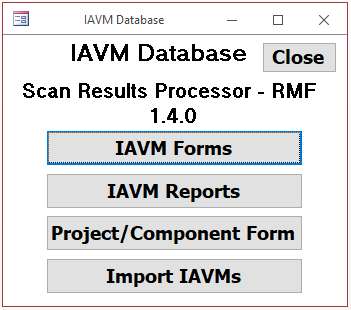 IAVM Database
IAVM Database
Close
Scan Results Processor - RMF
1.4.0
IAVM Forms
IAVM Reports
Project/Component Form
Import IAVMs